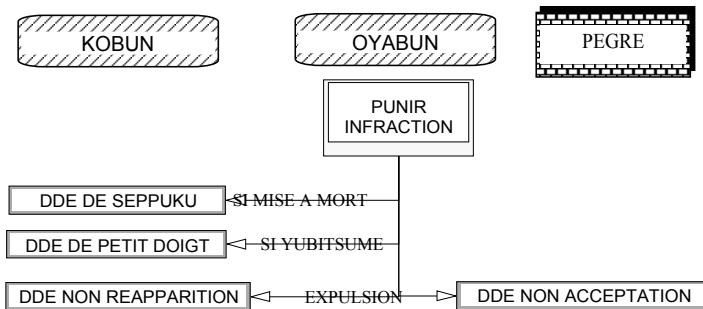 KOBUN
OYABUN
PEGRE
PUNIR
INFRACTION
DDE DE SEPPUKU
SI MISE A MORT
DDE DE PETIT DOIGT
SI YUBITSUME
DDE NON REAPPARITION
EXPULSION
DDE NON ACCEPTATION